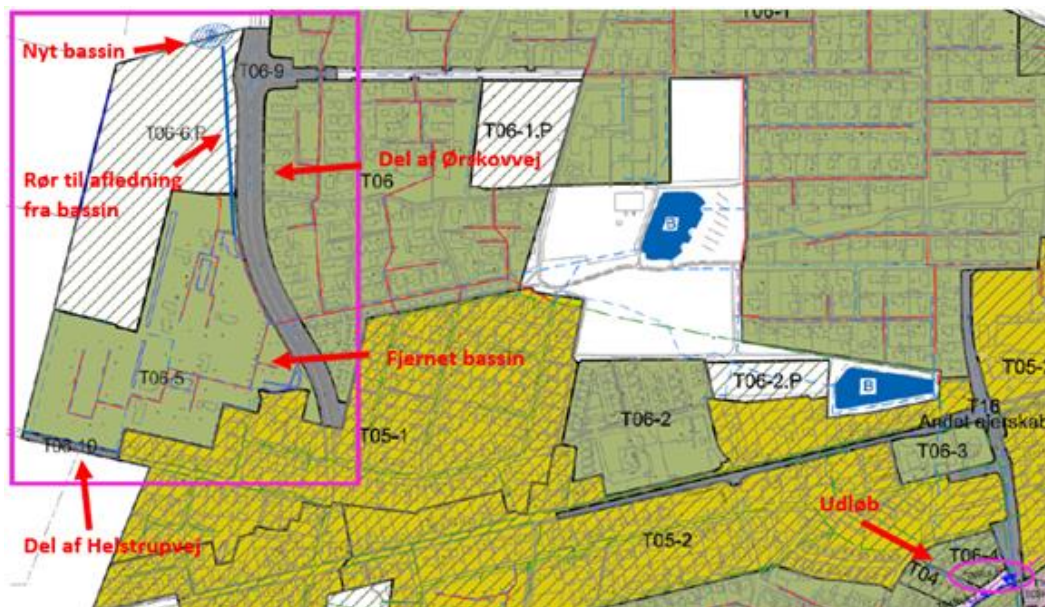 T06-1
Nyt bassin
T06-9
T06-6.P
T06-1.P
Del af Ørskovvej
T06
Rør til afledning
fra bassin
B
Fjernet bassin
T06-5
T06-2.P
B
T05-1
T06-2
T16
Andet ejerskab
T06-3
T06-10
Del af Helstrupvej
Udløb
T05-2
T06-4
T04